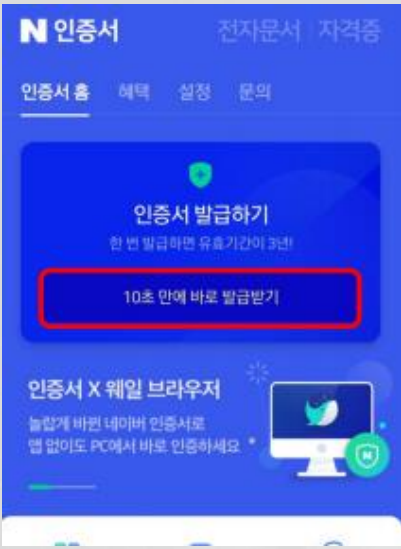 N 인증서 전자문서 자격증
인증서 홈 혜택 설정 문의
인증서 발급하기
한 번 발급하면 유효기간이 3년!
10초 만에 바로 발급받기
인증서 X 웨일 브라우저
놀랍게 바뀐 네이버 인증서로
앱 없이도 PC에서 바로 인증하세요
N